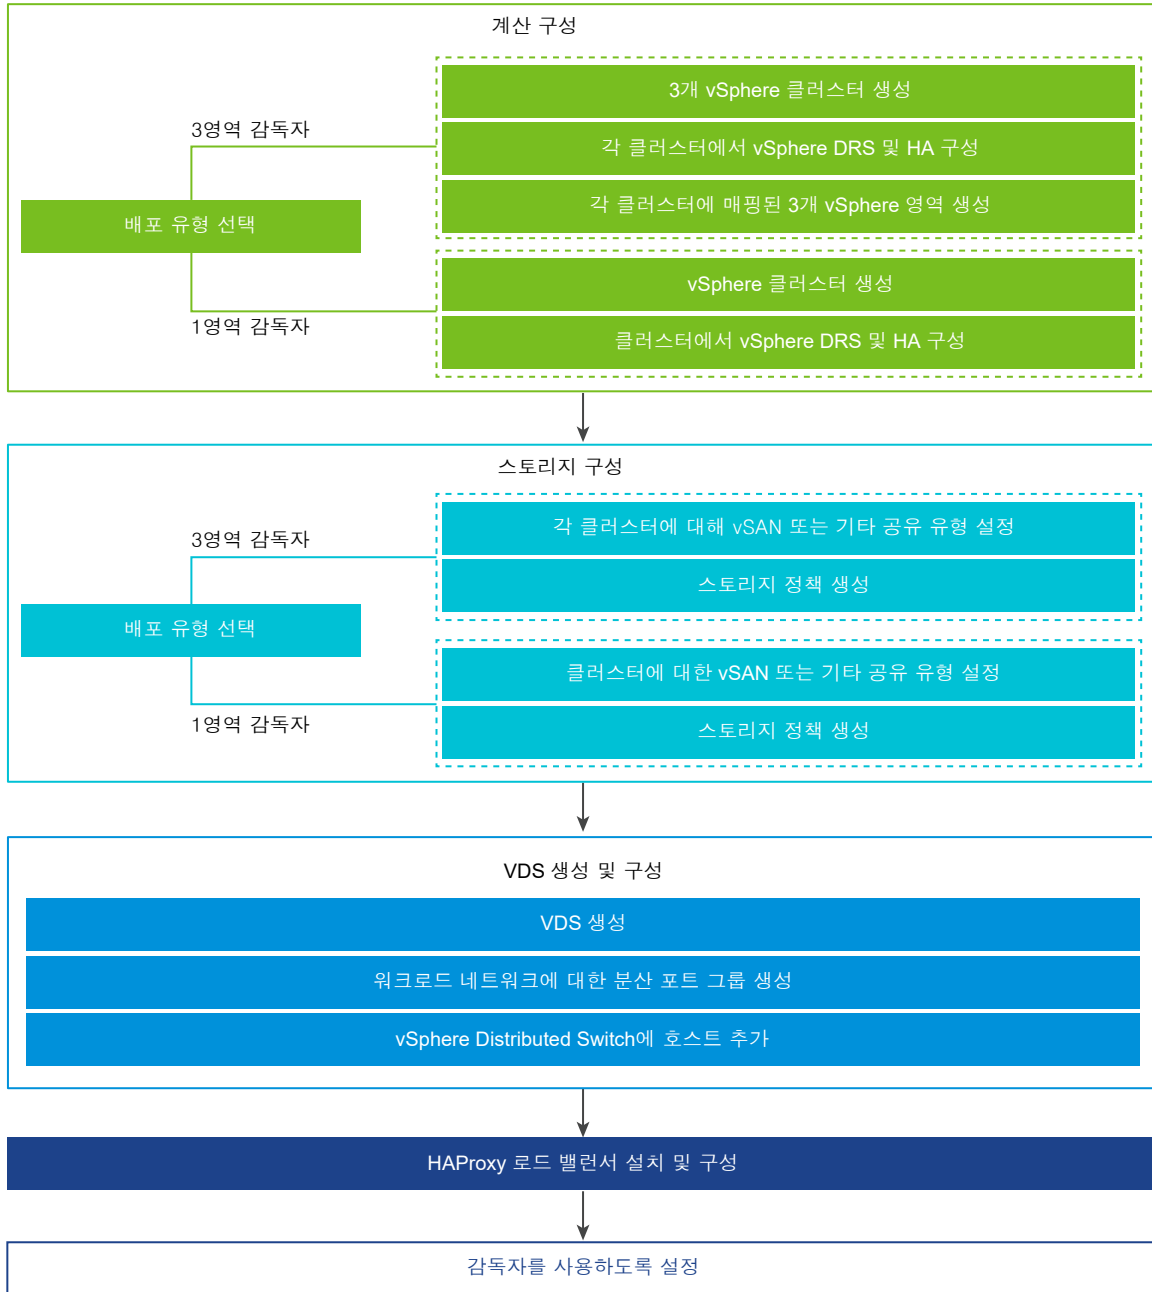 계산 구성
3개 vSphere 클러스터 생성
3영역 감독자
각 클러스터에서 vSphere DRS 및 HA 구성
각 클러스터에 매핑된 3개 vSphere 영역 생성
배포 유형 선택
vSphere 클러스터 생성
1영역 감독자
클러스터에서 vSphere DRS 및 HA 구성
스토리지 구성
각 클러스터에 대해 vSAN 또는 기타 공유 유형 설정
3영역 감독자
스토리지 정책 생성
배포 유형 선택
클러스터에 대한 vSAN 또는 기타 공유 유형 설정
1영역 감독자
스토리지 정책 생성
VDS 생성 및 구성
VDS 생성
워크로드 네트워크에 대한 분산 포트 그룹 생성
vSphere Distributed Switch에 호스트 추가
HAProxy 로드 밸런서 설치 및 구성
감독자를 사용하도록 설정